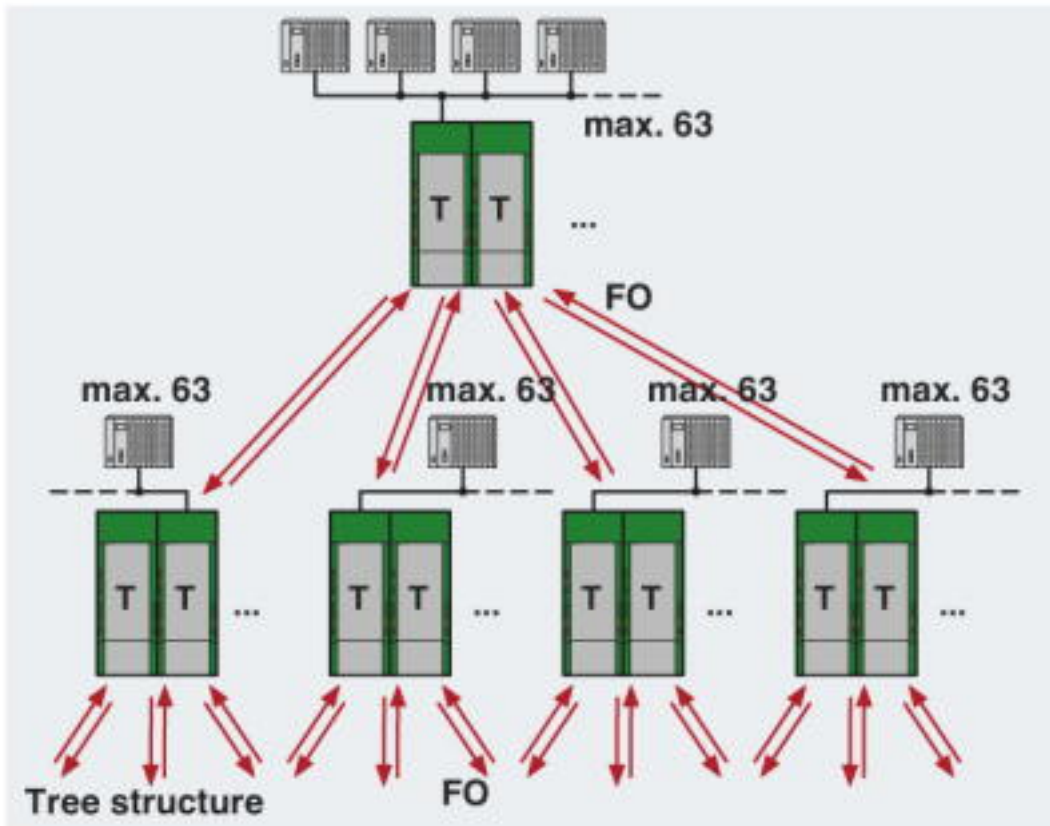 max. 63
T T ...
FO
max. 63 max. 63 max. 63 max. 63
T T ... T T ... T T ... T T ...
Tree structure FO